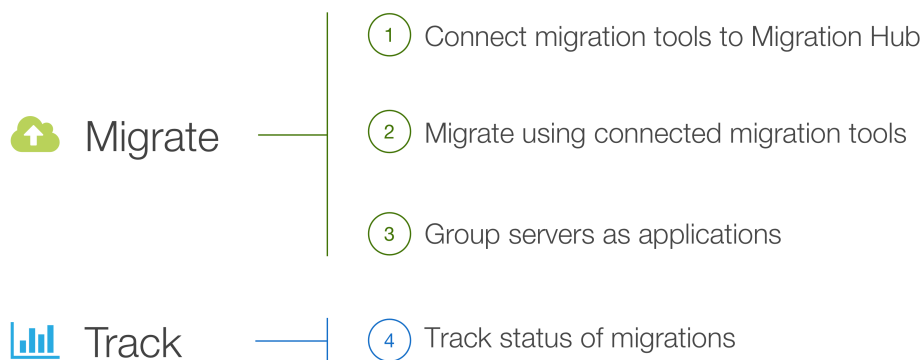 1 Connect migration tools to Migration Hub
Migrate
2 Migrate using connected migration tools
3 Group servers as applications
Track
4 Track status of migrations